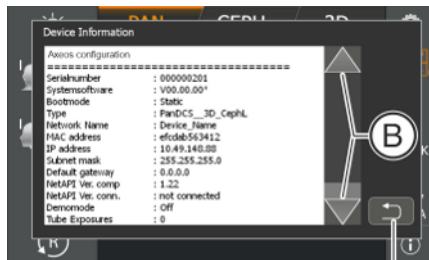 PAN
CEPH
3D
Device Information
Axeos configuration
======================================
Serialnumber : 000000201
Systemsoftware : V00.00.00*
Bootmode : Static
Type : PanDCS__3D_CephL
Network Name : Device_Name
MAC address : efcdab563412
IP address : 10.49.148.88
Subnet mask : 255.255.255.0
Default gateway : 0.0.0.0
NetAPI Ver. comp : 1.22
NetAPI Ver. conn. : not connected
Demomode : Off
Tube Exposures : 0
B
K
A
R
i